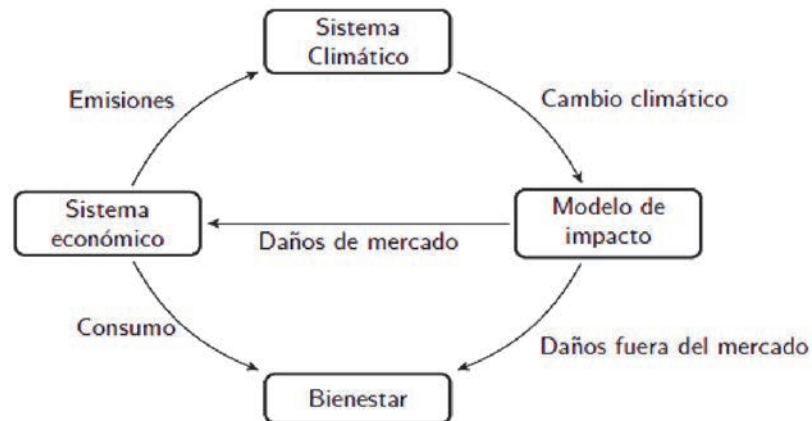 Sistema
Climático
Emisiones
Cambio climático
Sistema
económico
Modelo de
impacto
Daños de mercado
Consumo
Daños fuera del mercado
Bienestar